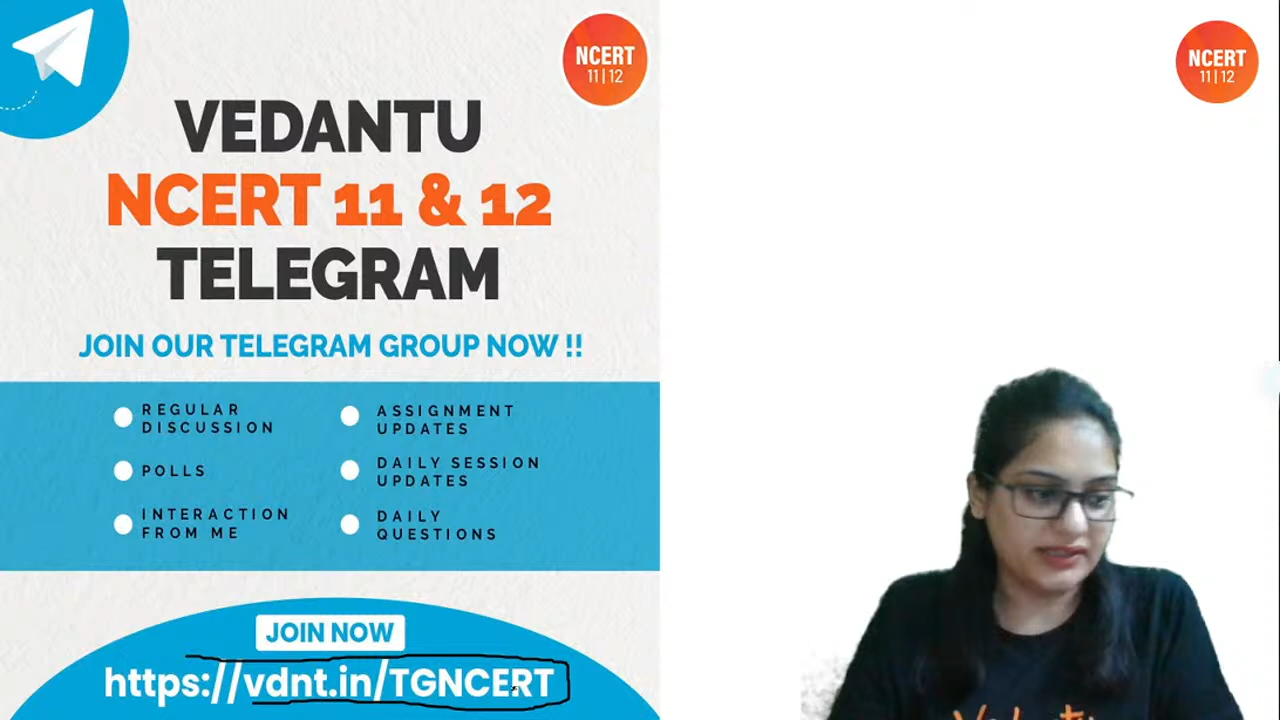 NCERT
11|12
VEDANTU
NCERT 11 & 12
TELEGRAM
JOIN OUR TELEGRAM GROUP NOW !!
REGULAR
DISCUSSION
POLLS
INTERACTION
FROM ME
ASSIGNMENT
UPDATES
DAILY SESSION
UPDATES
DAILY
QUESTIONS
JOIN NOW
https://vdnt.in/TGNCERT
NCERT
11|12